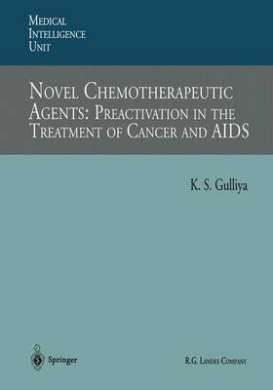 MEDICAL
INTELLIGENCE
UNIT
NOVEL CHEMOTHERAPEUTIC
AGENTS: PREACTIVATION IN THE
TREATMENT OF CANCER AND AIDS
K. S. Gulliya
Springer
R.G. LANDES COMPANY